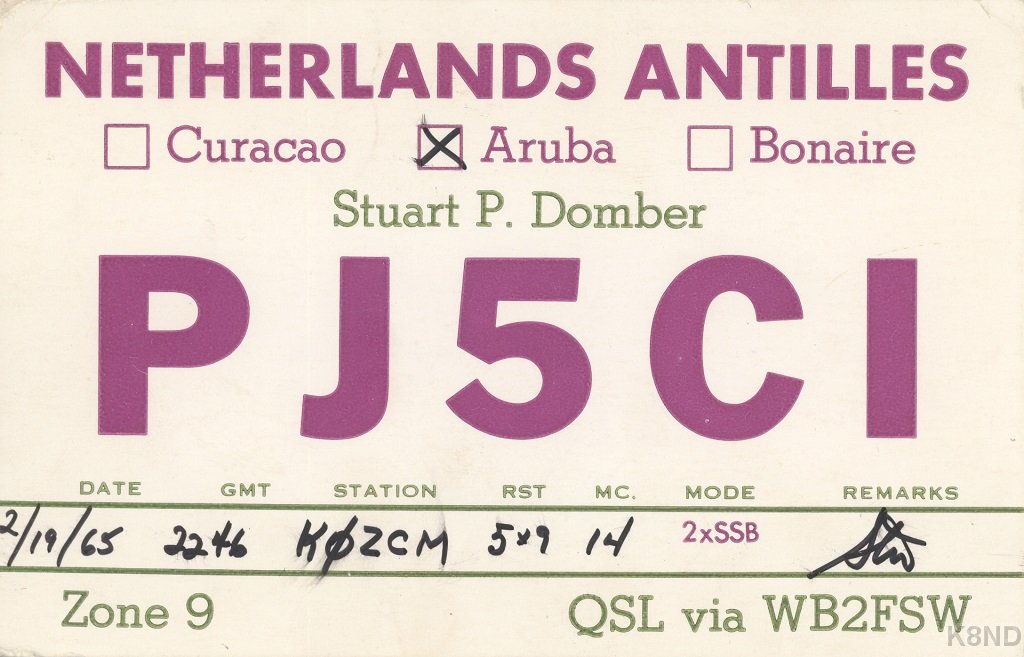 NETHERLANDS ANTILLES
Curacao Aruba Bonaire
Stuart P. Domber
PJ5CI
DATE GMT STATION RST MC. MODE REMARKS
2/19/65 2246 KØZCM 5x9 14 2xSSB Stu
Zone 9 QSL via WB2FSW
K8ND